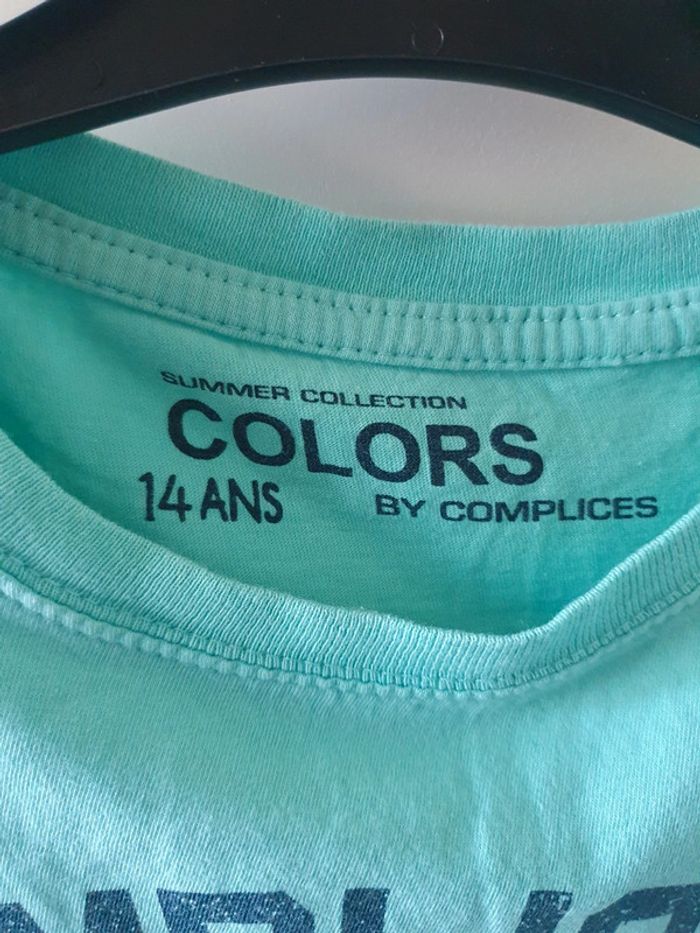 SUMMER COLLECTION
COLORS
14 ANS
BY COMPLICES